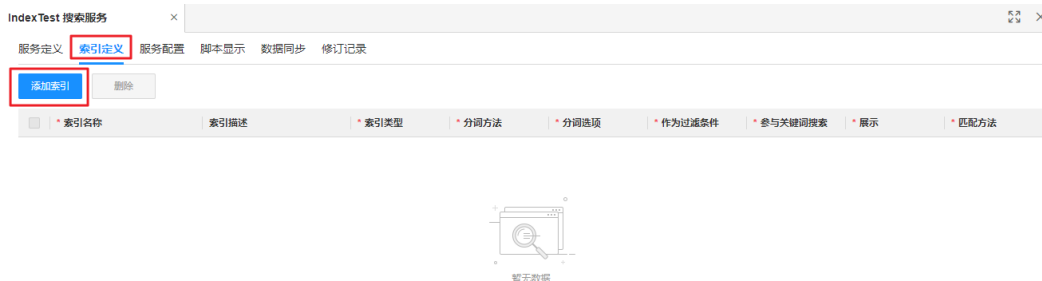 IndexTest 搜索服务 ×
服务定义 索引定义 服务配置 脚本显示 数据同步 修订记录
添加索引 删除
* 索引名称 索引描述 * 索引类型 * 分词方法 * 分词选项 * 作为过滤条件 * 参与关键词搜索 * 展示 * 匹配方法
暂无数据